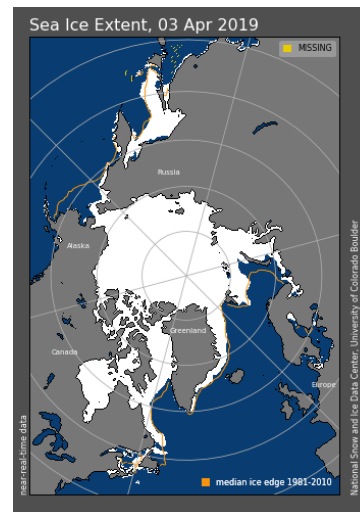 Sea Ice Extent, 03 Apr 2019
MISSING
Russia
Alaska
Greenland
Canada
Europe
near-real-time data
National Snow and Ice Data Center, University of Colorado Boulder
median ice edge 1981-2010